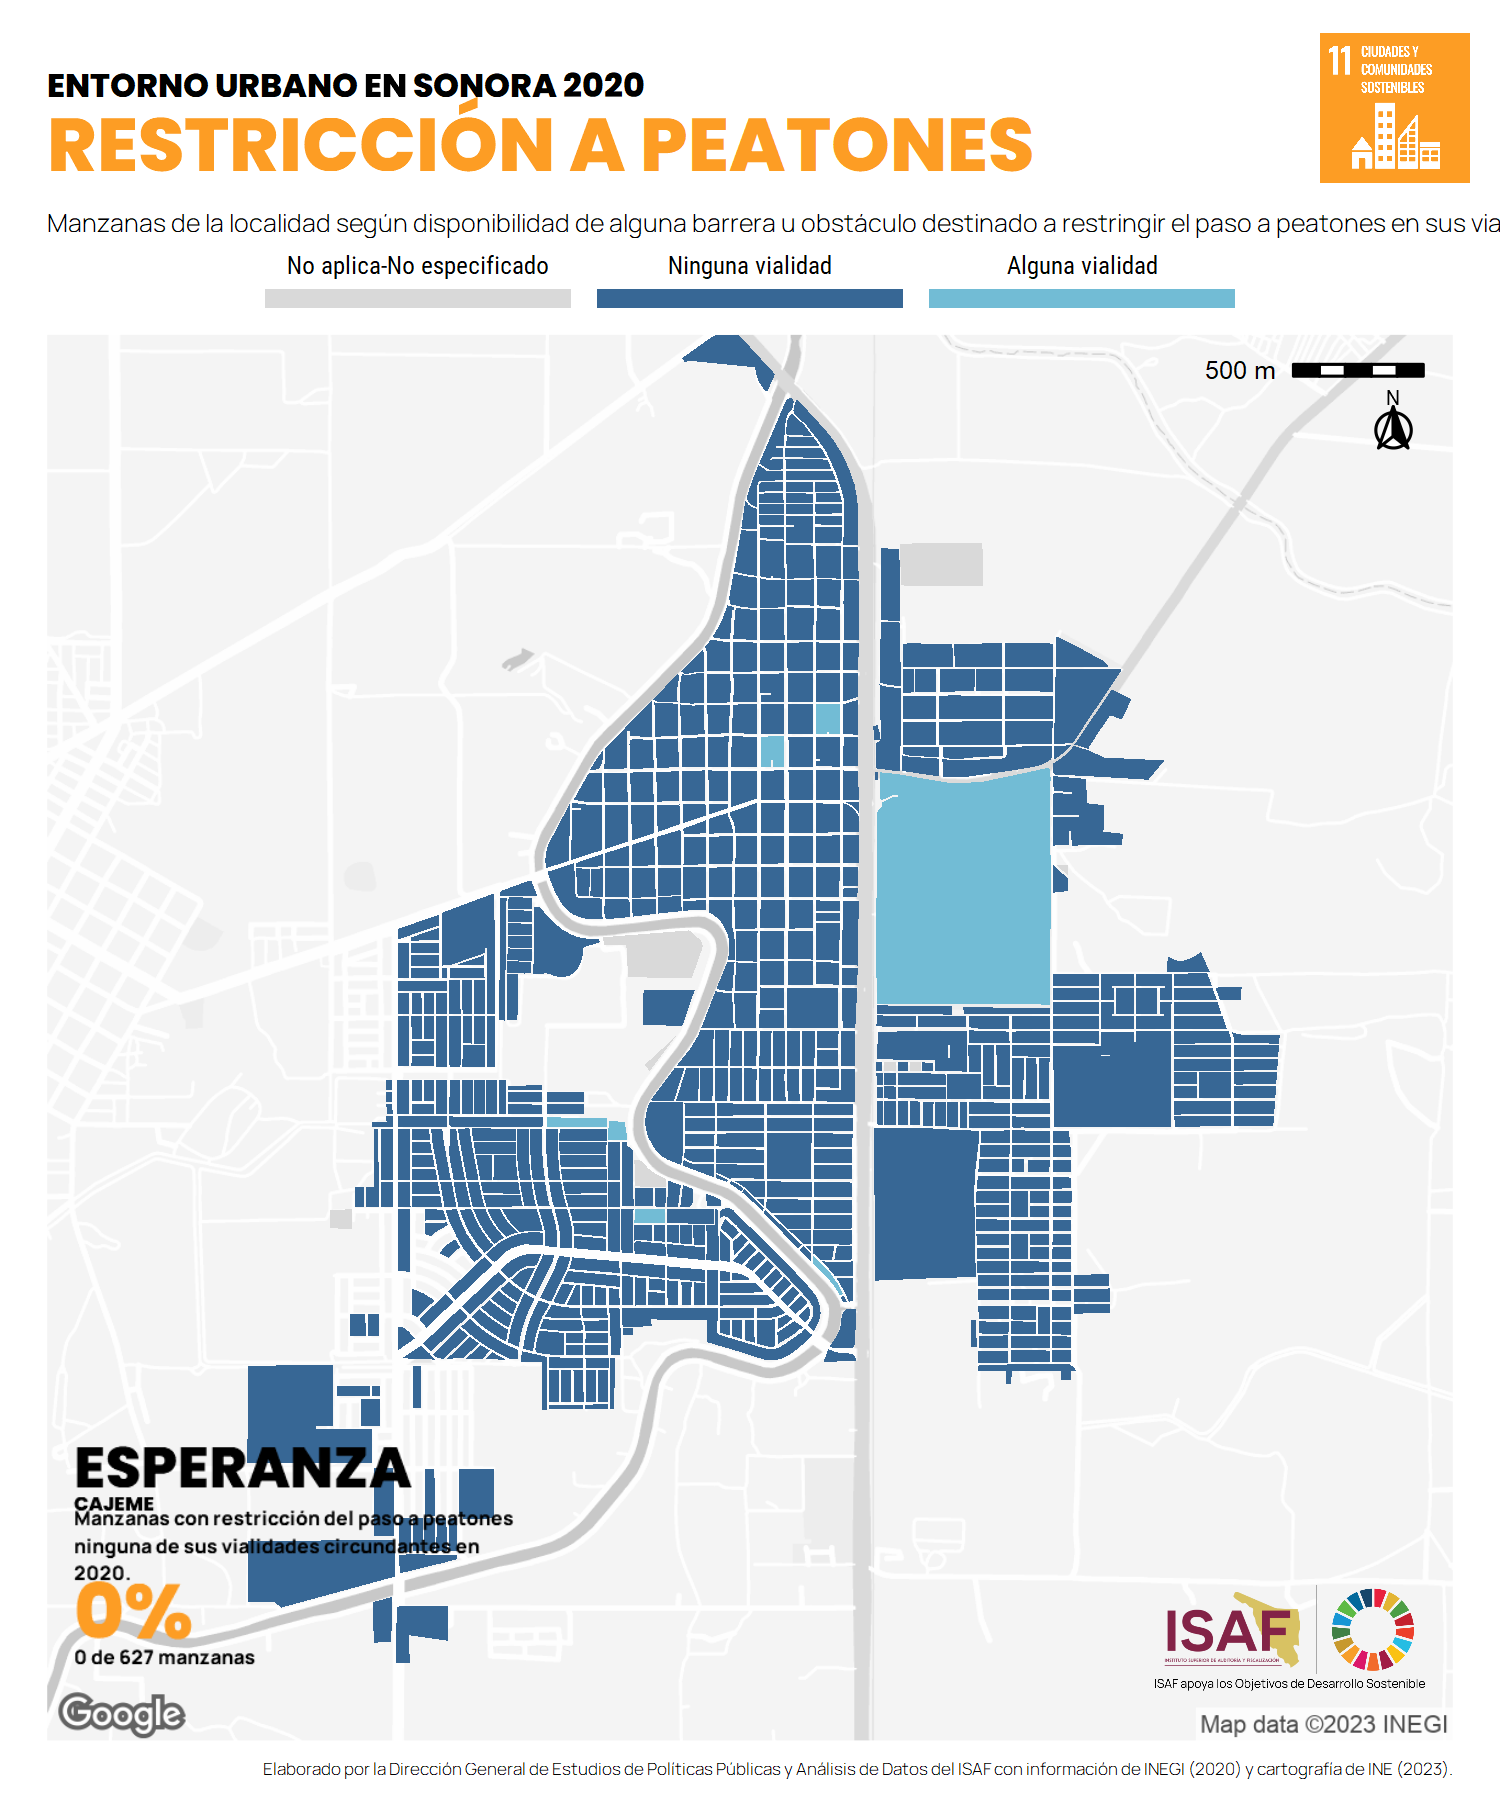 ENTORNO URBANO EN SONORA 2020
RESTRICCIÓN A PEATONES
11 CIUDADES Y
COMUNIDADES
SOSTENIBLES
Manzanas de la localidad según disponibilidad de alguna barrera u obstáculo destinado a restringir el paso a peatones en sus via
No aplica-No especificado
Ninguna vialidad
Alguna vialidad
500 m
N
ESPERANZA
CAJEME
Manzanas con restricción del paso a peatones
ninguna de sus vialidades circundantes en
2020.
0%
0 de 627 manzanas
Google
ISAF
INSTITUTO SUPERIOR DE AUDITORÍA Y FISCALIZACIÓN
ISAF apoya los Objetivos de Desarrollo Sostenible
Map data ©2023 INEGI
Elaborado por la Dirección General de Estudios de Políticas Públicas y Análisis de Datos del ISAF con información de INEGI (2020) y cartografía de INE (2023).